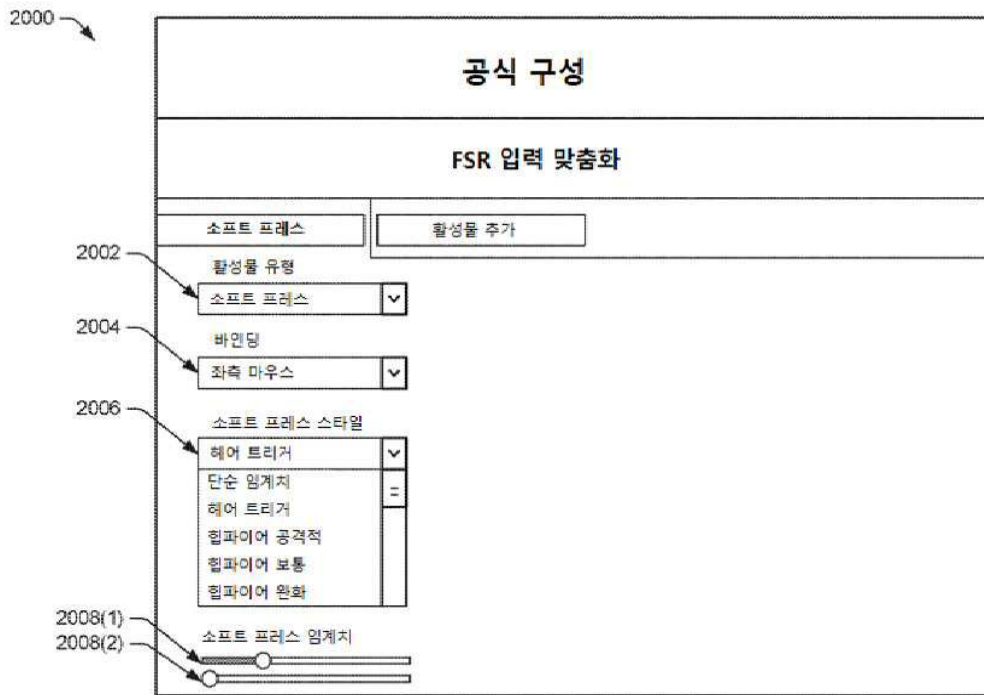 2000
공식 구성
FSR 입력 맞춤화
소프트 프레스 활성물 추가
2002
활성물 유형
소프트 프레스
2004
바인딩
좌측 마우스
2006
소프트 프레스 스타일
헤어 트리거
단순 임계치
헤어 트리거
힙파이어 공격적
힙파이어 보통
힙파이어 완화
2008(1)
소프트 프레스 임계치
2008(2)